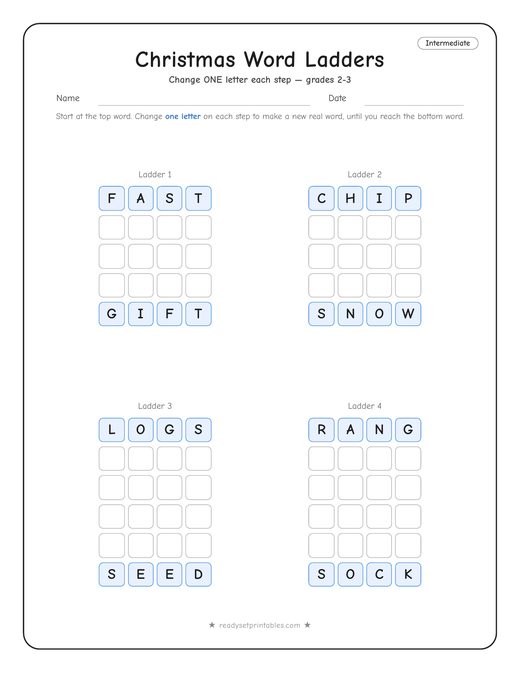 Intermediate
Christmas Word Ladders
Change ONE letter each step — grades 2-3
Name Date
Start at the top word. Change one letter on each step to make a new real word, until you reach the bottom word.
Ladder 1
F A S T
G I F T
Ladder 2
C H I P
S N O W
Ladder 3
L O G S
S E E D
Ladder 4
R A N G
S O C K
★ readysetprintables.com ★